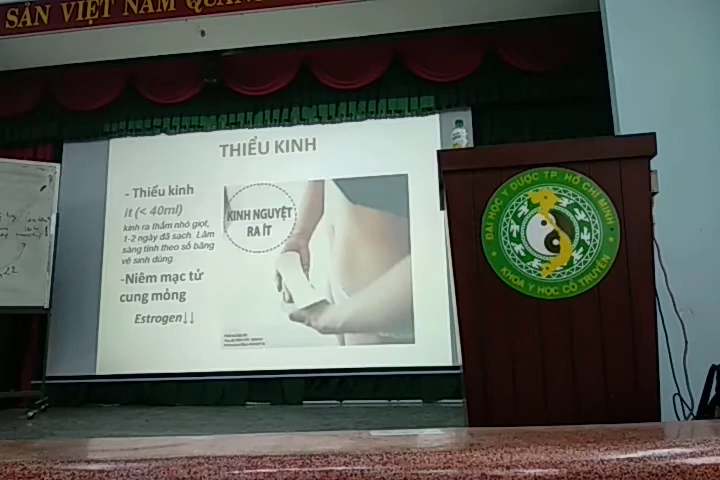 SẢN VIỆT NAM QUANG
THIỂU KINH
- Thiểu kinh
ít (< 40ml)
kinh ra thấm nhỏ giọt,
1-2 ngày đã sạch. Lâm
sàng tính theo số băng
vệ sinh dùng.
-Niêm mạc tử
cung mỏng
Estrogen↓↓
KINH NGUYỆT
RA ÍT
ĐẠI HỌC Y DƯỢC TP. HỒ CHÍ MINH
KHOA Y HỌC CỔ TRUYỀN